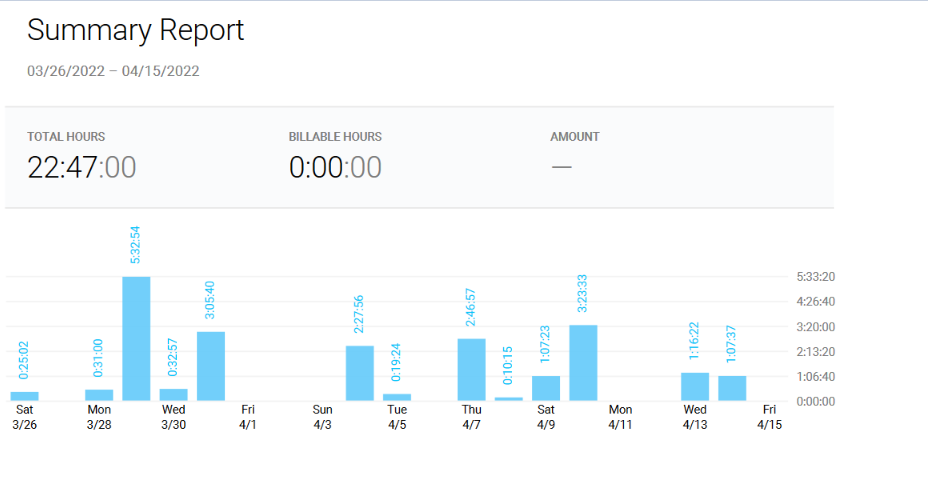 Summary Report
03/26/2022 – 04/15/2022
TOTAL HOURS
22:47:00
BILLABLE HOURS
0:00:00
AMOUNT
—
0:25:02
0:31:00
5:32:54
0:32:57
3:05:40
2:27:56
0:19:24
2:46:57
0:10:15
1:07:23
3:23:33
1:16:22
1:07:37
5:33:20
4:26:40
3:20:00
2:13:20
1:06:40
0:00:00
Sat
3/26
Mon
3/28
Wed
3/30
Fri
4/1
Sun
4/3
Tue
4/5
Thu
4/7
Sat
4/9
Mon
4/11
Wed
4/13
Fri
4/15